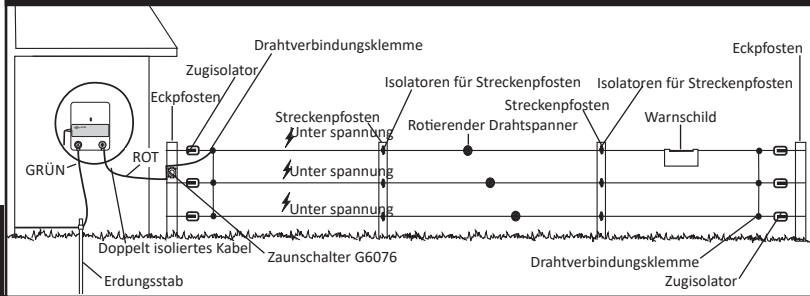 Drahtverbindungsklemme
Eckpfosten
Zugisolator
Isolatoren für Streckenpfosten
Isolatoren für Streckenpfosten
Eckpfosten
Streckenpfosten
Streckenpfosten
Warnschild
Unter spannung
Rotierender Drahtspanner
ROT
GRÜN
Unter spannung
Unter spannung
Doppelt isoliertes Kabel
Zaunschalter G6076
Drahtverbindungsklemme
Erdungsstab
Zugisolator